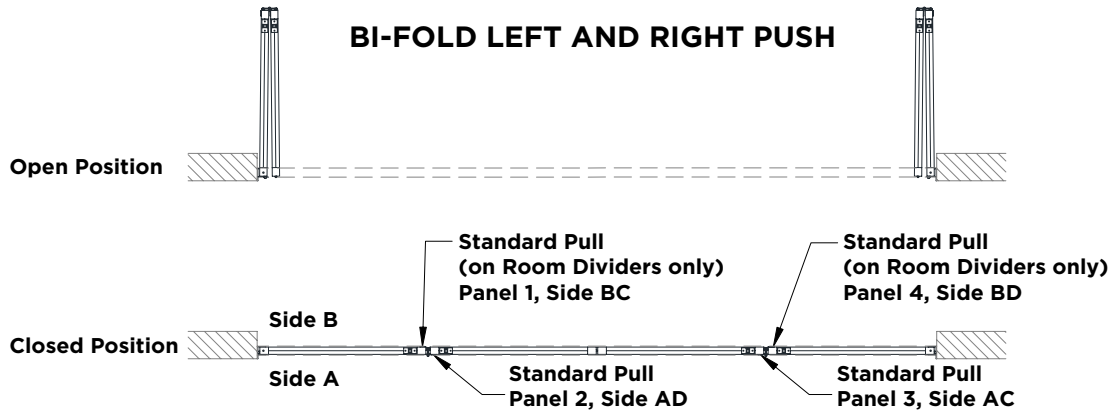 BI-FOLD LEFT AND RIGHT PUSH
Open Position
Standard Pull
(on Room Dividers only)
Panel 1, Side BC
Standard Pull
(on Room Dividers only)
Panel 4, Side BD
Side B
Closed Position
Side A
Standard Pull
Panel 2, Side AD
Standard Pull
Panel 3, Side AC